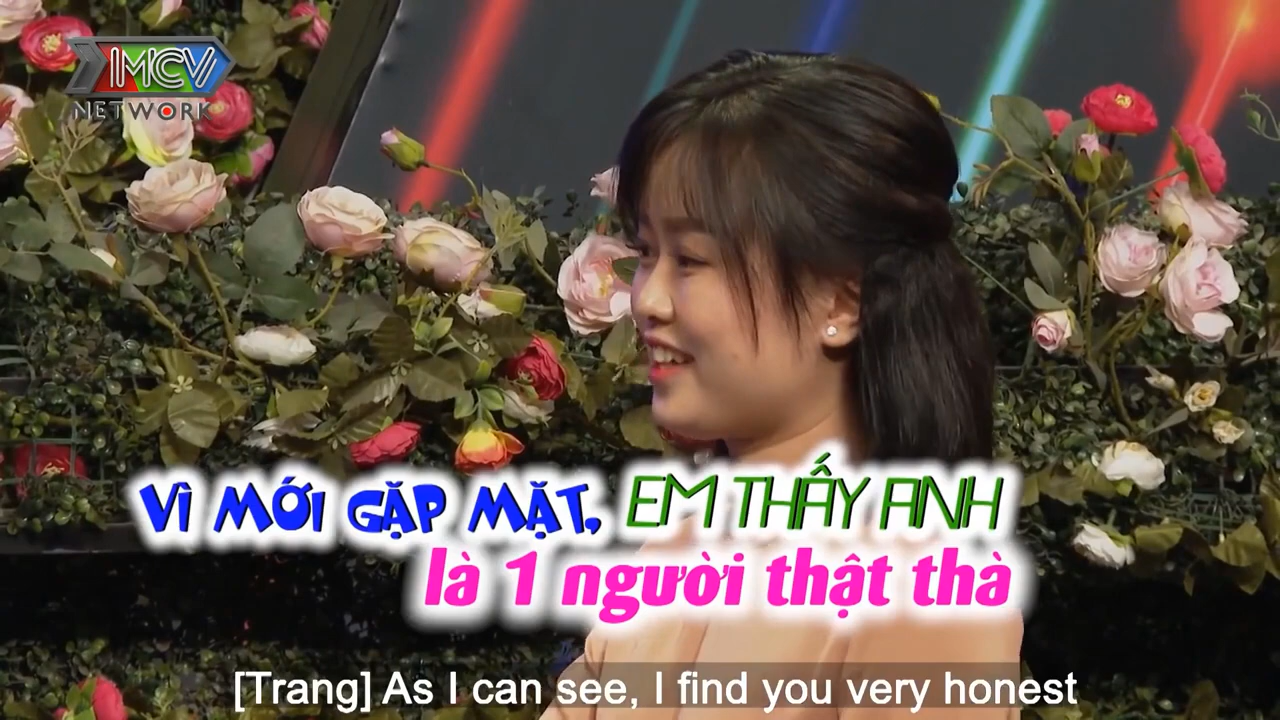 MCV
NETWORK
VÌ MỚI GẶP MẶT, EM THẤY ANH
là 1 người thật thà
[Trang] As I can see, I find you very honest